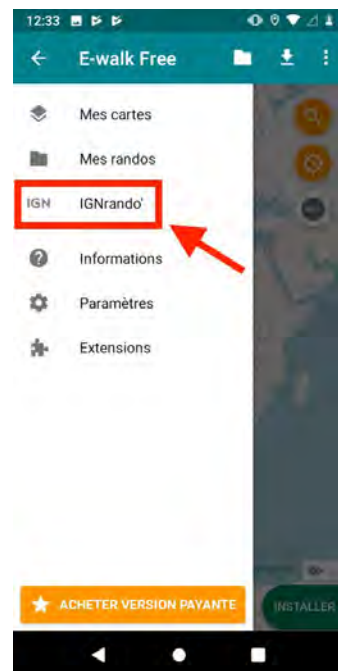 12:33
E-walk Free
Mes cartes
Mes randos
IGN IGNrando'
Informations
Paramètres
Extensions
ACHETER VERSION PAYANTE
INSTALLER